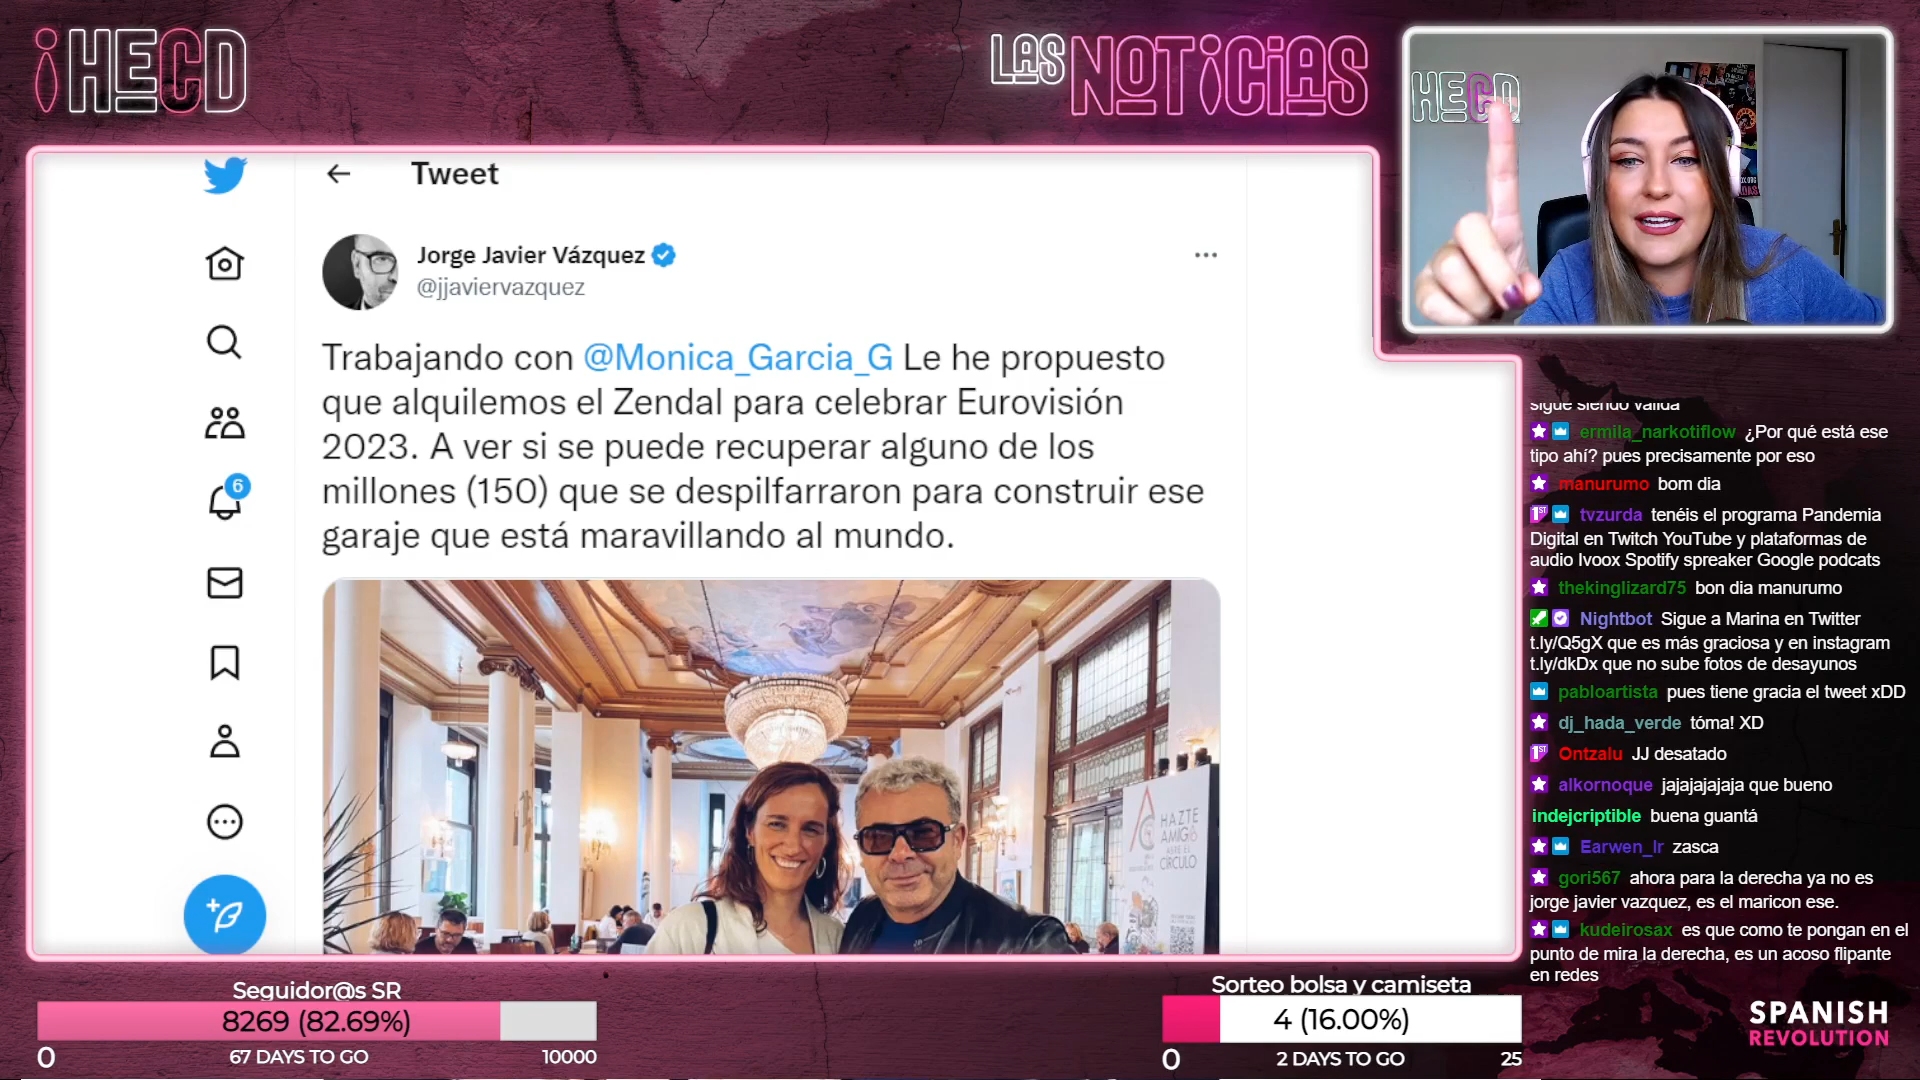 ¡HECD
LAS NOTICIAS
HECD
Tweet
Jorge Javier Vázquez
@jjaviervazquez
6
Trabajando con @Monica_Garcia_G Le he propuesto
que alquilemos el Zendal para celebrar Eurovisión
2023. A ver si se puede recuperar alguno de los
millones (150) que se despilfarraron para construir ese
garaje que está maravillando al mundo.
HAZTE
AMIG@
CÍRCULO
sigue siendo válida
ermila_narkotiflow ¿Por qué está ese
tipo ahí? pues precisamente por eso
manurumo bom dia
1ST tvzurda tenéis el programa Pandemia
Digital en Twitch YouTube y plataformas de
audio Ivoox Spotify spreaker Google podcats
thekinglizard75 bon dia manurumo
Nightbot Sigue a Marina en Twitter
t.ly/Q5gX que es más graciosa y en instagram
t.ly/dkDx que no sube fotos de desayunos
pabloartista pues tiene gracia el tweet xDD
dj_hada_verde tóma! XD
1ST Ontzalu JJ desatado
alkornoque jajajajajaja que bueno
indejcriptible buena guantá
Earwen_lr zasca
gori567 ahora para la derecha ya no es
jorge javier vazquez, es el maricon ese.
kudeirosax es que como te pongan en el
punto de mira la derecha, es un acoso flipante
en redes
Seguidor@s SR
8269 (82.69%)
0 67 DAYS TO GO 10000
Sorteo bolsa y camiseta
4 (16.00%)
0 2 DAYS TO GO 25
SPANISH
REVOLUTION